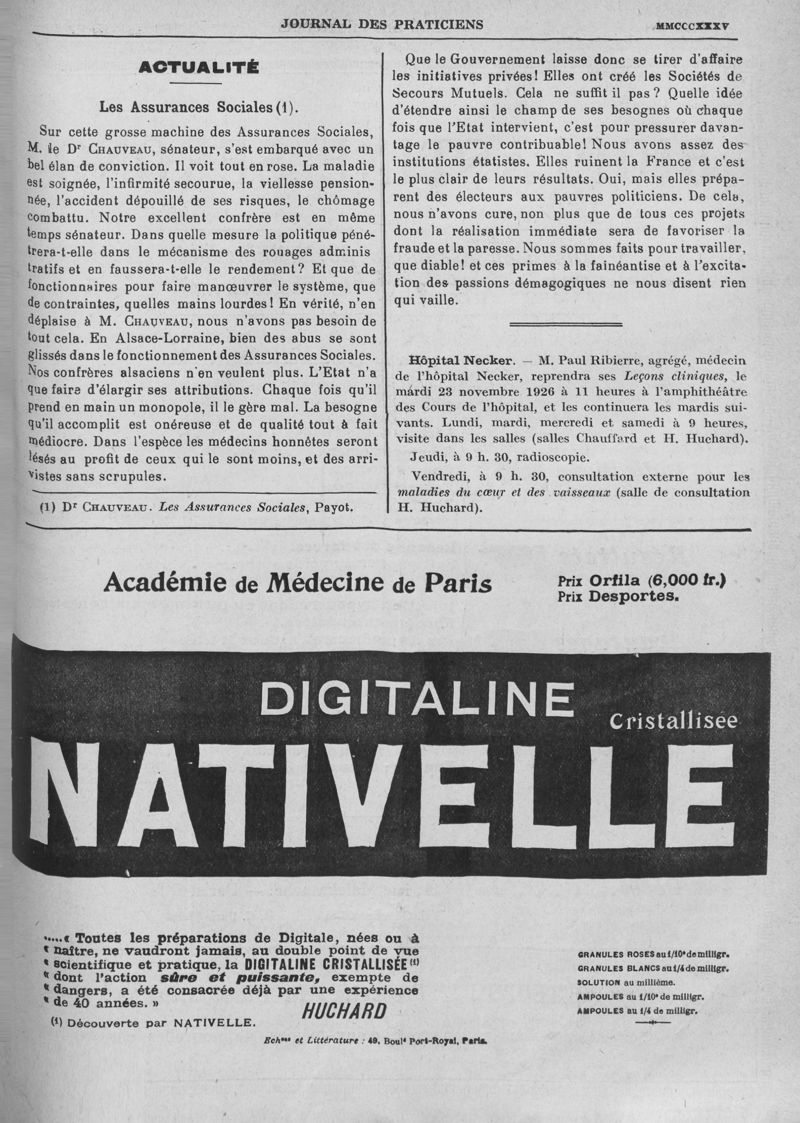 JOURNAL DES PRATICIENS
MMCCCXXXV
ACTUALITÉ
Les Assurances Sociales (1).
Sur cette grosse machine des Assurances Sociales,
M. le Dr CHAUVEAU, sénateur, s'est embarqué avec un
bel élan de conviction. Il voit tout en rose. La maladie
est soignée, l'infirmité secourue, la viellesse pension-
née, l'accident dépouillé de ses risques, le chômage
combattu. Notre excellent confrère est en même
temps sénateur. Dans quelle mesure la politique péné-
trera-t-elle dans le mécanisme des rouages adminis
tratifs et en faussera-t-elle le rendement? Et que de
fonctionnaires pour faire manœuvrer le système, que
de contraintes, quelles mains lourdes! En vérité, n'en
déplaise à M. CHAUVEAU, nous n'avons pas besoin de
tout cela. En Alsace-Lorraine, bien des abus se sont
glissés dans le fonctionnement des Assurances Sociales.
Nos confrères alsaciens n'en veulent plus. L'Etat n'a
que faire d'élargir ses attributions. Chaque fois qu'il
prend en main un monopole, il le gère mal. La besogne
qu'il accomplit est onéreuse et de qualité tout à fait
médiocre. Dans l'espèce les médecins honnêtes seront
lésés au profit de ceux qui le sont moins, et des arri-
vistes sans scrupules.
(1) Dr CHAUVEAU. Les Assurances Sociales, Payot.
Que le Gouvernement laisse donc se tirer d'affaire
les initiatives privées! Elles ont créé les Sociétés de
Secours Mutuels. Cela ne suffit il pas? Quelle idée
d'étendre ainsi le champ de ses besognes où chaque
fois que l'Etat intervient, c'est pour pressurer davan-
tage le pauvre contribuable! Nous avons assez des
institutions étatistes. Elles ruinent la France et c'est
le plus clair de leurs résultats. Oui, mais elles prépa-
rent des électeurs aux pauvres politiciens. De cela,
nous n'avons cure, non plus que de tous ces projets
dont la réalisation immédiate sera de favoriser la
fraude et la paresse. Nous sommes faits pour travailler,
que diable! et ces primes à la fainéantise et à l'excita-
tion des passions démagogiques ne nous disent rien
qui vaille.
Hôpital Necker. — M. Paul Ribierre, agrégé, médecin
de l'hôpital Necker, reprendra ses Leçons cliniques, le
mardi 23 novembre 1926 à 11 heures à l'amphithéâtre
des Cours de l'hôpital, et les continuera les mardis sui-
vants. Lundi, mardi, mercredi et samedi à 9 heures,
visite dans les salles (salles Chauffard et H. Huchard).
Jeudi, à 9 h. 30, radioscopie.
Vendredi, à 9 h. 30, consultation externe pour les
maladies du cœur et des vaisseaux (salle de consultation
H. Huchard).
Académie de Médecine de Paris
Prix Orfila (6,000 fr.)
Prix Desportes.
DIGITALINE
Cristallisée
NATIVELLE
.....« Toutes les préparations de Digitale, nées ou à
« naître, ne vaudront jamais, au double point de vue
« scientifique et pratique, la DIGITALINE CRISTALLISÉE (1)
« dont l'action sûre et puissante, exempte de
« dangers, a été consacrée déjà par une expérience
« de 40 années. »
HUCHARD
(1) Découverte par NATIVELLE.
GRANULES ROSES au 1/10e de milligr.
GRANULES BLANCS au 1/4 de milligr.
SOLUTION au millième.
AMPOULES au 1/10e de milligr.
AMPOULES au 1/4 de milligr.
Echons et Littérature : 49, Bould Port-Royal, Paris.